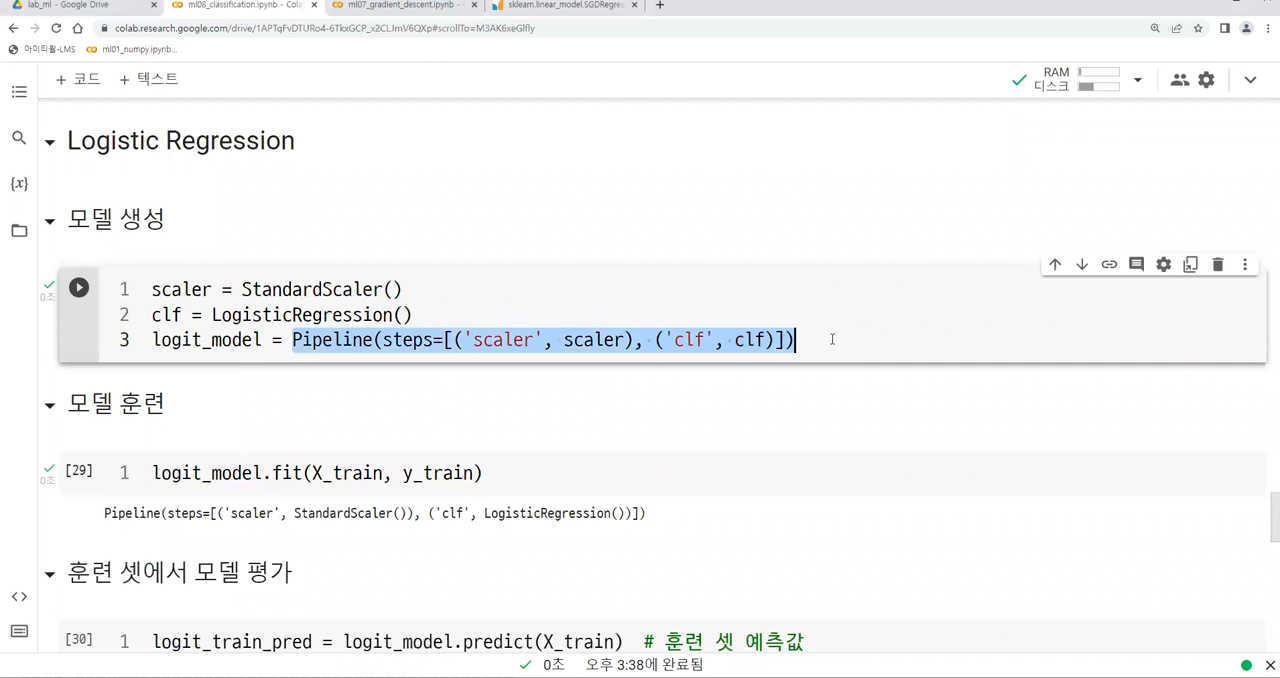 lab_ml - Google Drive
ml08_classification.ipynb - Cola
ml07_gradient_descent.ipynb -
sklearn.linear_model.SGDRegres
colab.research.google.com/drive/1APTqFvDTURo4-6TkxGCP_x2CLJmV6QXp#scrollTo=M3AK6xeGlfly
아이티윌-LMS ml01_numpy.ipynb...
+ 코드 + 텍스트
RAM
디스크
Logistic Regression
모델 생성
0초
1 scaler = StandardScaler()
2 clf = LogisticRegression()
3 logit_model = Pipeline(steps=[('scaler', scaler), ('clf', clf)])
모델 훈련
0초
[29] 1 logit_model.fit(X_train, y_train)
Pipeline(steps=[('scaler', StandardScaler()), ('clf', LogisticRegression())])
훈련 셋에서 모델 평가
[30] 1 logit_train_pred = logit_model.predict(X_train) # 훈련 셋 예측값
0초 오후 3:38에 완료됨